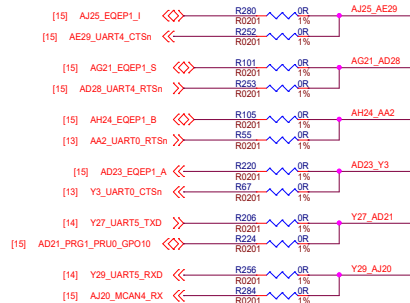 [15] AJ25_EQEP1_I R280 0R AJ25_AE29
R0201 1%
[15] AE29_UART4_CTSn R252 0R
R0201 1%
[15] AG21_EQEP1_S R101 0R AG21_AD28
R0201 1%
[15] AD28_UART4_RTSn R253 0R
R0201 1%
[15] AH24_EQEP1_B R105 0R AH24_AA2
R0201 1%
[13] AA2_UART0_RTSn R55 0R
R0201 1%
[15] AD23_EQEP1_A R220 0R AD23_Y3
R0201 1%
[13] Y3_UART0_CTSn R67 0R
R0201 1%
[14] Y27_UART5_TXD R206 0R Y27_AD21
R0201 1%
[15] AD21_PRG1_PRU0_GPO10 R224 0R
R0201 1%
[14] Y29_UART5_RXD R256 0R Y29_AJ20
R0201 1%
[15] AJ20_MCAN4_RX R284 0R
R0201 1%